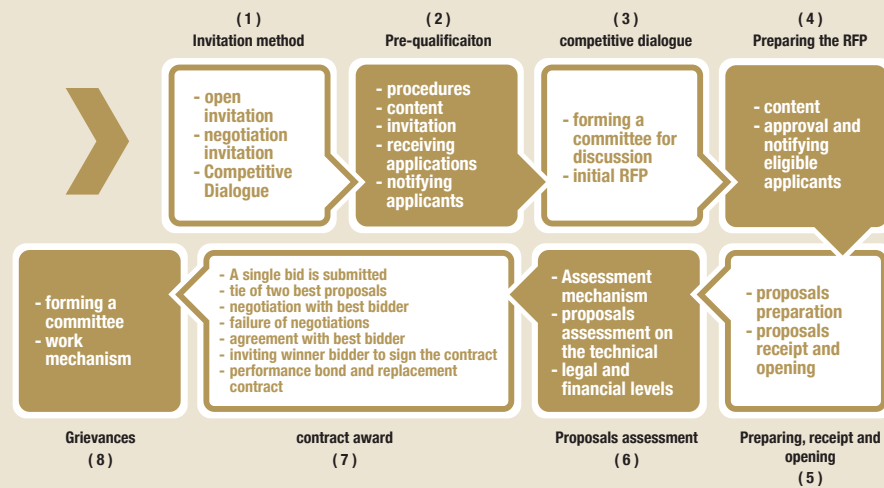 ( 1 )
Invitation method
- open
invitation
- negotiation
invitation
- Competitive
Dialogue
( 2 )
Pre-qualificaiton
- procedures
- content
- invitation
- receiving
applications
- notifying
applicants
( 3 )
competitive dialogue
- forming a
committee for
discussion
- initial RFP
( 4 )
Preparing the RFP
- content
- approval and
notifying
eligible
applicants
- proposals
preparation
- proposals
receipt and
opening
Preparing, receipt and
opening
( 5 )
- Assessment
mechanism
- proposals
assessment on
the technical
- legal and
financial levels
Proposals assessment
( 6 )
- A single bid is submitted
- tie of two best proposals
- negotiation with best bidder
- failure of negotiations
- agreement with best bidder
- inviting winner bidder to sign the contract
- performance bond and replacement
contract
contract award
( 7 )
- forming a
committee
- work
mechanism
Grievances
( 8 )